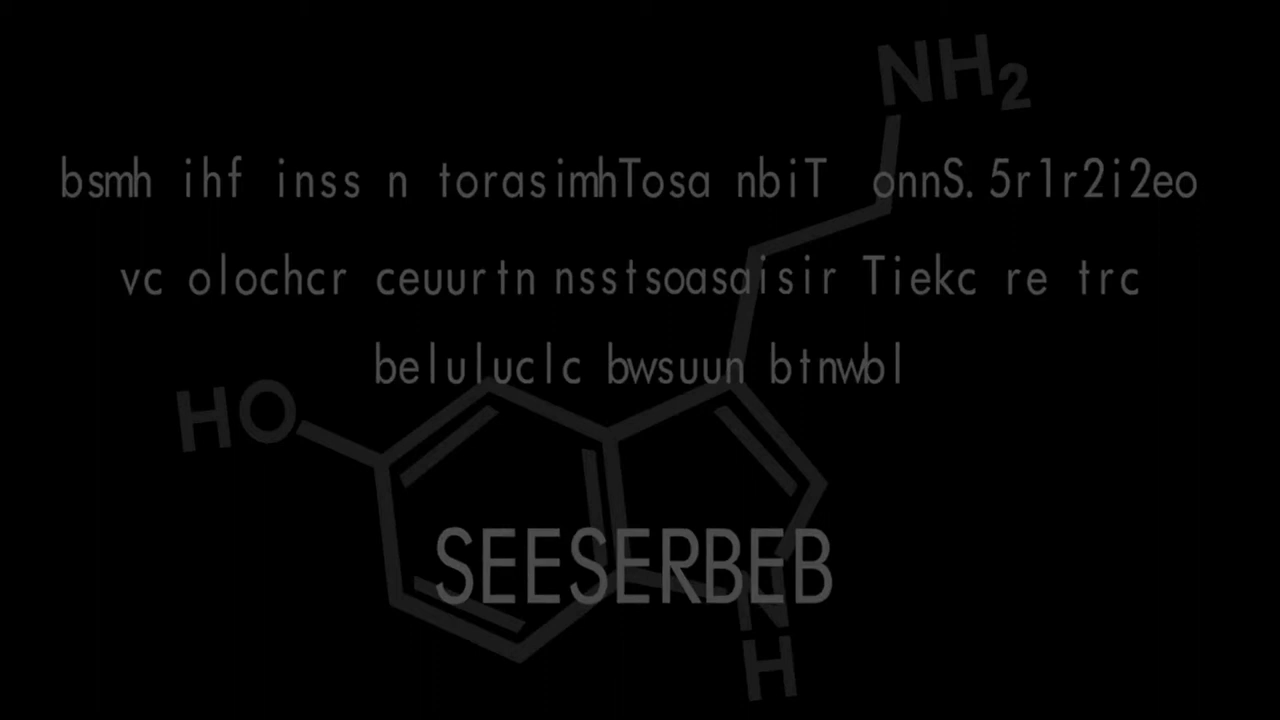 NH2
bsmh ihf inss n torasimhTosa nbiT onnS. 5r1r2i2eo
vc olochcr ceuurtn nsstsoasaisir Tiekc re trc
beluluclc bwsuun btnwbl
HO
SEESERBEB
N
H